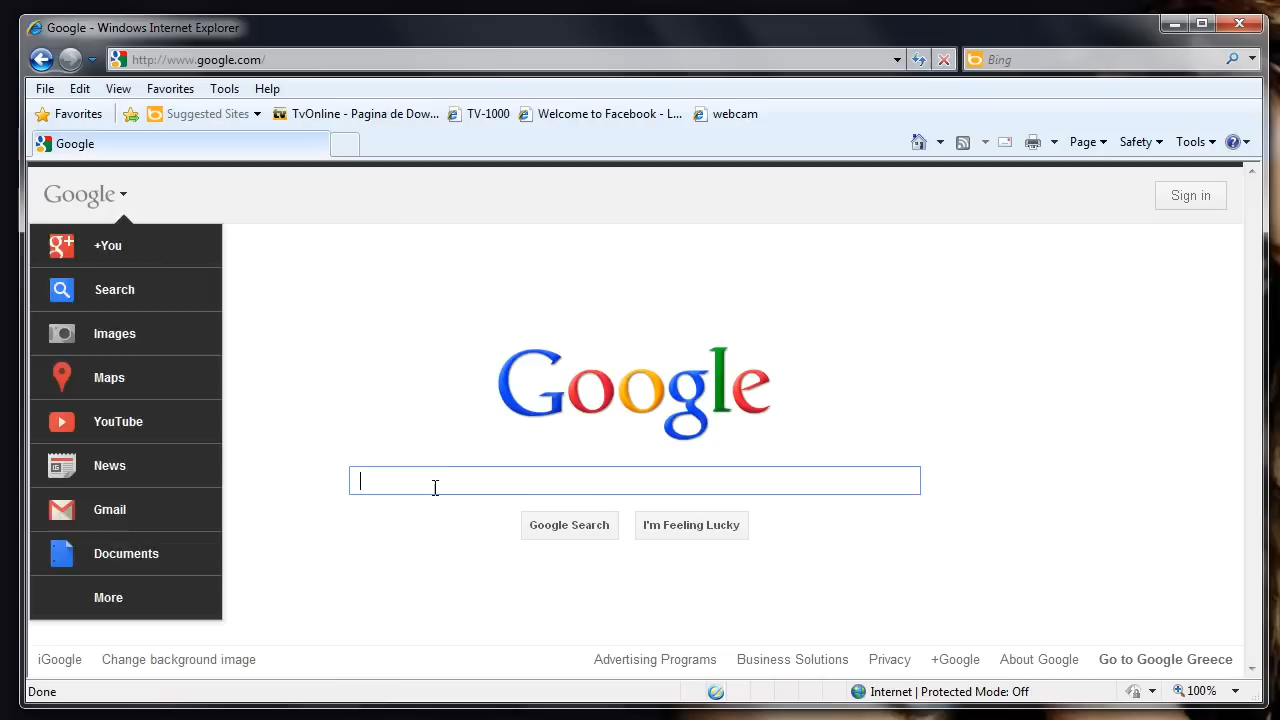 Google - Windows Internet Explorer
http://www.google.com/
Bing
File Edit View Favorites Tools Help
Favorites Suggested Sites TvOnline - Pagina de Dow... TV-1000 Welcome to Facebook - L... webcam
Google
Page Safety Tools
Google
Sign in
+You
Search
Images
Maps
YouTube
News
Gmail
Documents
More
Google
Google Search I'm Feeling Lucky
iGoogle Change background image Advertising Programs Business Solutions Privacy +Google About Google Go to Google Greece
Done Internet | Protected Mode: Off 100%